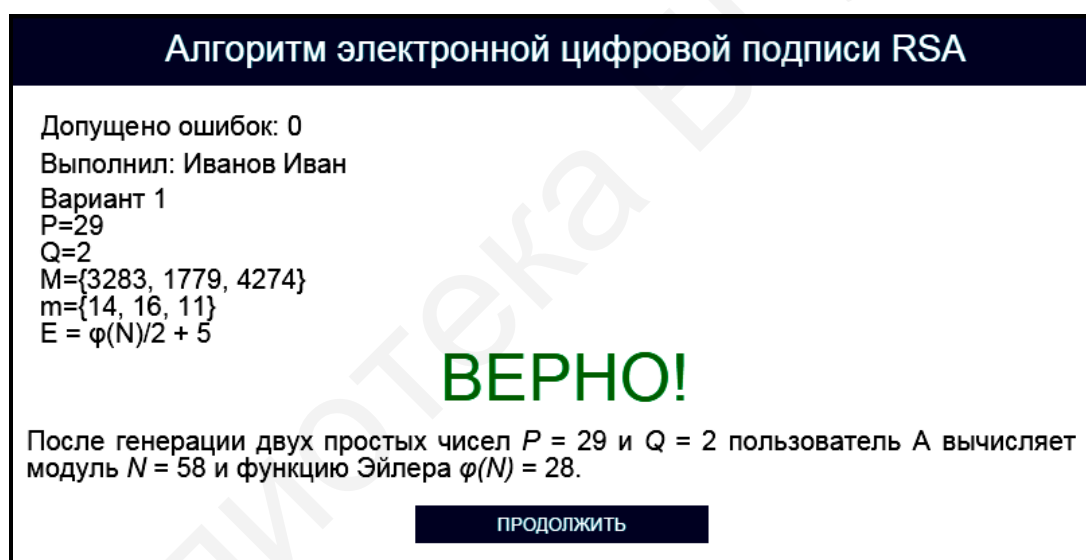 Алгоритм электронной цифровой подписи RSA
Допущено ошибок: 0
Выполнил: Иванов Иван
Вариант 1
P=29
Q=2
M={3283, 1779, 4274}
m={14, 16, 11}
E = φ(N)/2 + 5
ВЕРНО!
После генерации двух простых чисел P = 29 и Q = 2 пользователь А вычисляет
модуль N = 58 и функцию Эйлера φ(N) = 28.
ПРОДОЛЖИТЬ